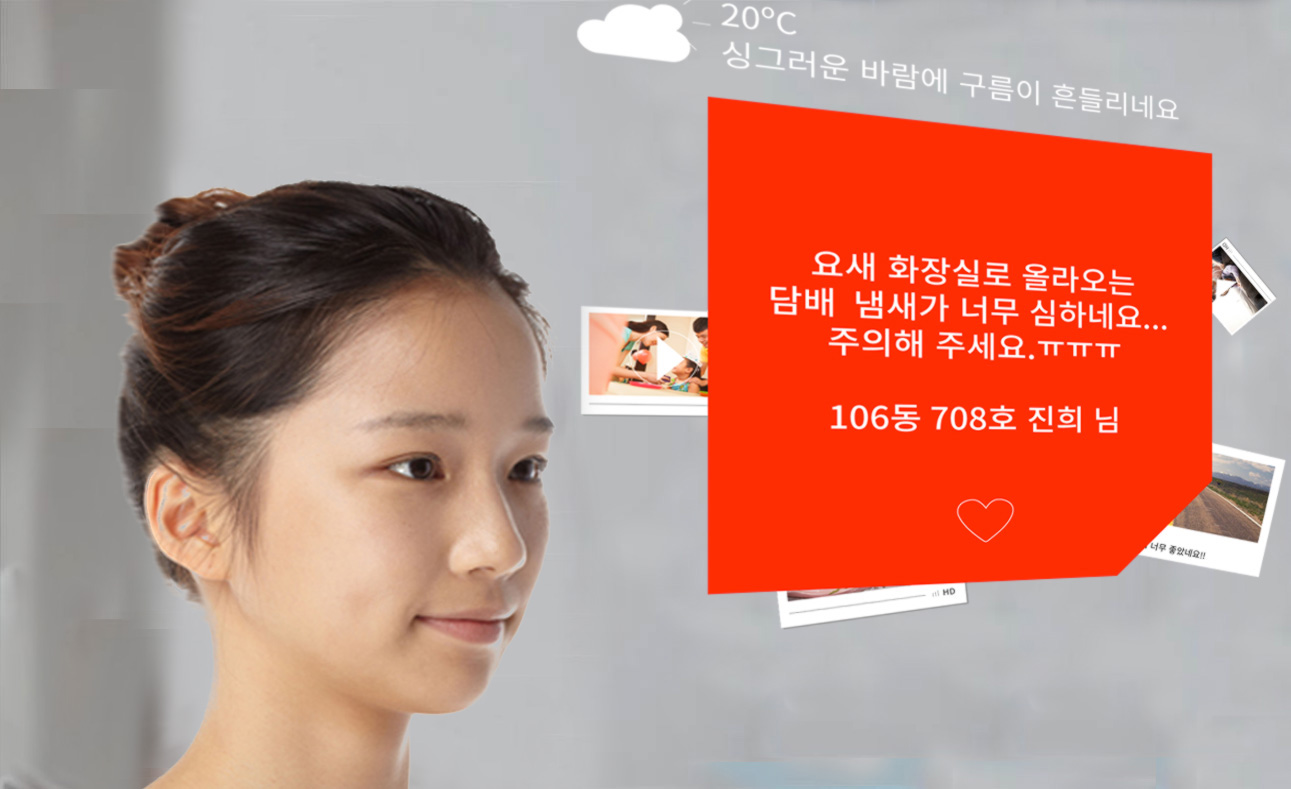 20°C
싱그러운 바람에 구름이 흔들리네요
요새 화장실로 올라오는
담배 냄새가 너무 심하네요...
주의해 주세요.ㅠㅠㅠ
106동 708호 진희 님
너무 좋았네요!!
HD